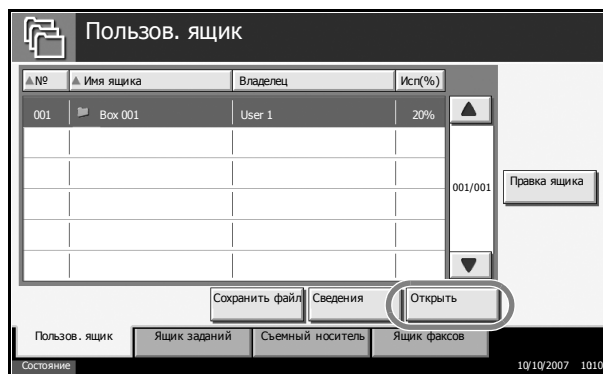 Пользов. ящик
№ Имя ящика Владелец Исп(%)
001 Box 001 User 1 20%
001/001
Правка ящика
Сохранить файл Сведения Открыть
Пользов. ящик Ящик заданий Съемный носитель Ящик факсов
Состояние 10/10/2007 1010